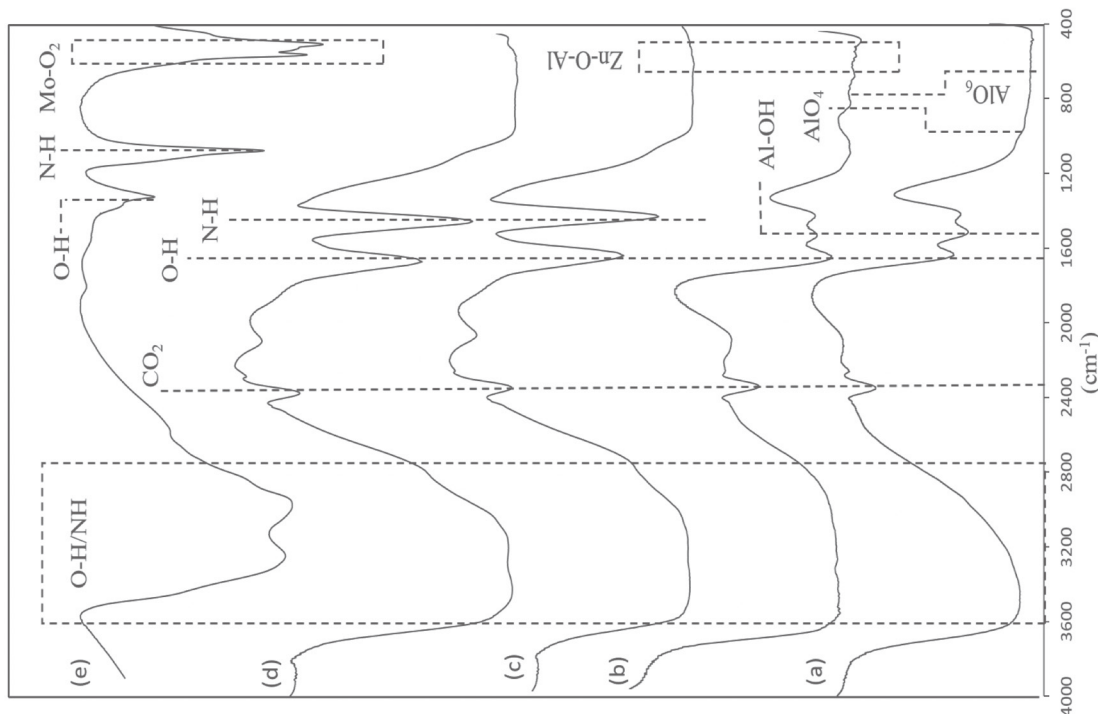 O-H/NH
CO₂
O-H
O-H
N-H
N-H
Mo-O₂
Zn-O-Al
Al-OH
AlO₄
AlO₆
(e)
(d)
(c)
(b)
(a)
4000
3600
3200
2800
2400
2000
1600
1200
800
400
(cm⁻¹)